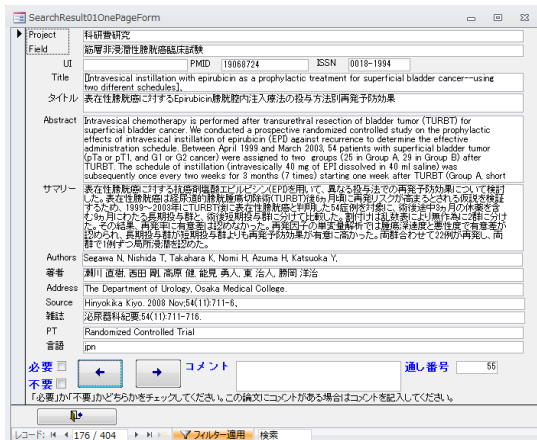 SearchResult01OnePageForm
Project 科研費研究
Field 筋層非浸潤性膀胱癌臨床試験
UI PMID 19068724 ISSN 0018-1994
Title [Intravesical instillation with epirubicin as a prophylactic treatment for superficial bladder cancer--using
two different schedules].
タイトル 表在性膀胱癌に対するEpirubicin膀胱腔内注入療法の投与方法別再発予防効果
Abstract Intravesical chemotherapy is performed after transurethral resection of bladder tumor (TURBT) for
superficial bladder cancer. We conducted a prospective randomized controlled study on the prophylactic
effects of intravesical instillation of epirubicin (EPI) against recurrence to determine the effective
administration schedule. Between April 1999 and March 2003, 54 patients with superficial bladder tumor
(pTa or pT1, and G1 or G2 cancer) were assigned to two groups (25 in Group A, 29 in Group B) after
TURBT. The schedule of instillation (intravesically 40 mg of EPI dissolved in 40 ml saline) was
subsequently once every two weeks for 3 months (7 times) starting one week after TURBT (Group A, short
サマリー 表在性膀胱癌に対する抗癌剤塩酸エピルビシン(EPI)を用いて、異なる投与法での再発予防効果について検討
した。表在性膀胱癌は経尿道的膀胱腫瘍切除術(TURBT)後6ヵ月頃に再発リスクが高まるとされる仮説を検証
するため、1999~2003年にTURBT前に表在性膀胱癌と判明した54症例を対象に、術後途中3ヵ月の休薬を含
む9ヵ月にわたる長期投与群と、術後短期投与群に分けて比較した。割付けは乱数表により無作為に2群に分け
た。その結果、再発率に有意差は認めなかった。再発因子の単変量解析では腫瘍深達度と悪性度で有意差が
認められ、長期投与群が短期投与群よりも再発予防効果が有意に高かった。両群合わせて22例が再発し、両
群で1例ずつ局所浸潤を認めた。
Authors Segawa N, Nishida T, Takahara K, Nomi H, Azuma H, Katsuoka Y,
著者 瀬川 直樹, 西田 剛, 高原 健, 能見 勇人, 東 治人, 勝岡 洋治
Address The Department of Urology, Osaka Medical College.
Source Hinyokika Kiyo. 2008 Nov;54(11):711-6,
雑誌 泌尿器科紀要;54(11):711-716.
PT Randomized Controlled Trial
言語 jpn
必要 コメント 通し番号 55
不要
「必要」か「不要」かどちらかをチェックしてください。この論文にコメントがある場合はコメントを記入してください。
レコード: 176 / 404 フィルター適用 検索